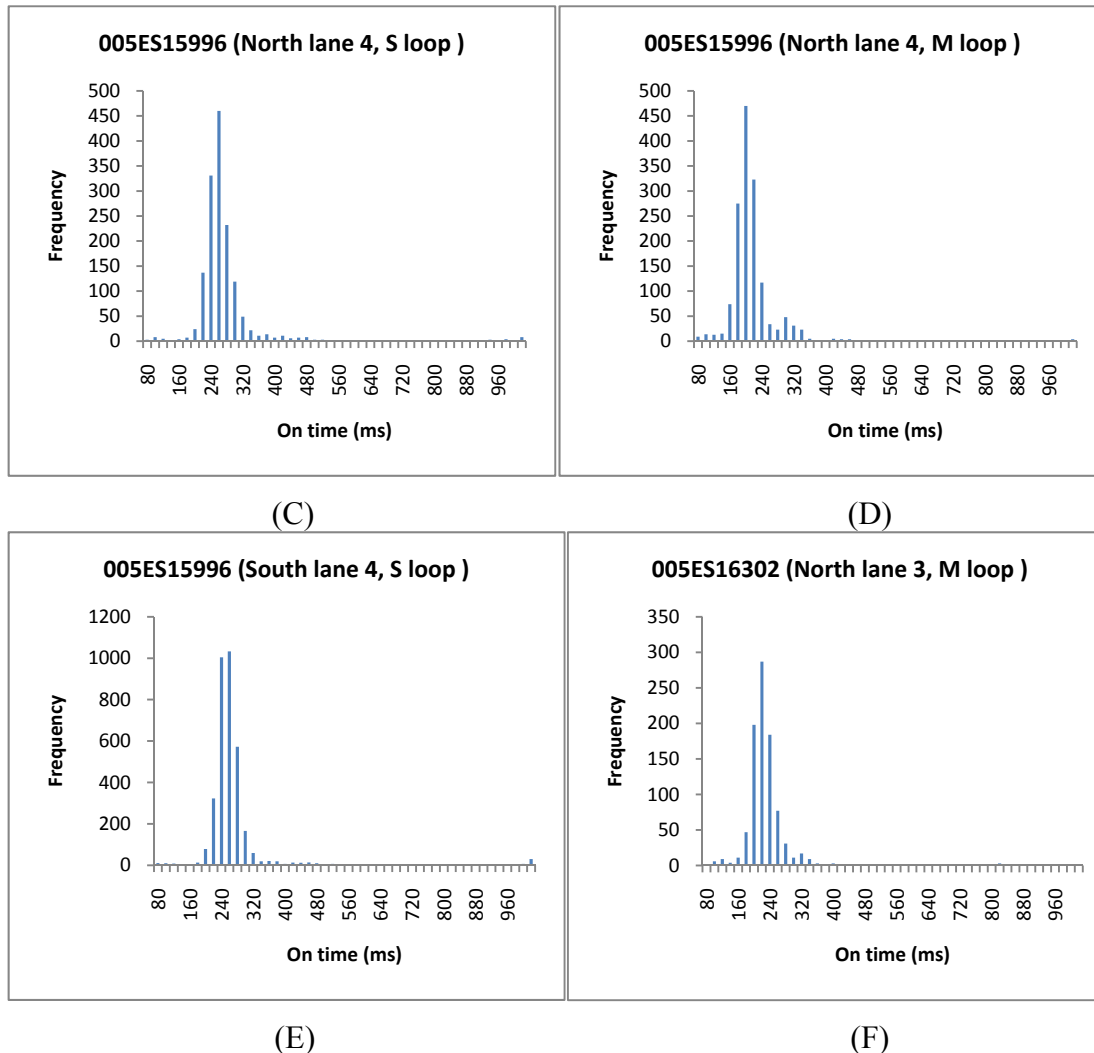 005ES15996 (North lane 4, S loop )
500
450
400
350
300
250
200
150
100
50
0
Frequency
80 160 240 320 400 480 560 640 720 800 880 960
On time (ms)
(C)
005ES15996 (North lane 4, M loop )
500
450
400
350
300
250
200
150
100
50
0
Frequency
80 160 240 320 400 480 560 640 720 800 880 960
On time (ms)
(D)
005ES15996 (South lane 4, S loop )
1200
1000
800
600
400
200
0
Frequency
80 160 240 320 400 480 560 640 720 800 880 960
On time (ms)
(E)
005ES16302 (North lane 3, M loop )
350
300
250
200
150
100
50
0
Frequency
80 160 240 320 400 480 560 640 720 800 880 960
On time (ms)
(F)